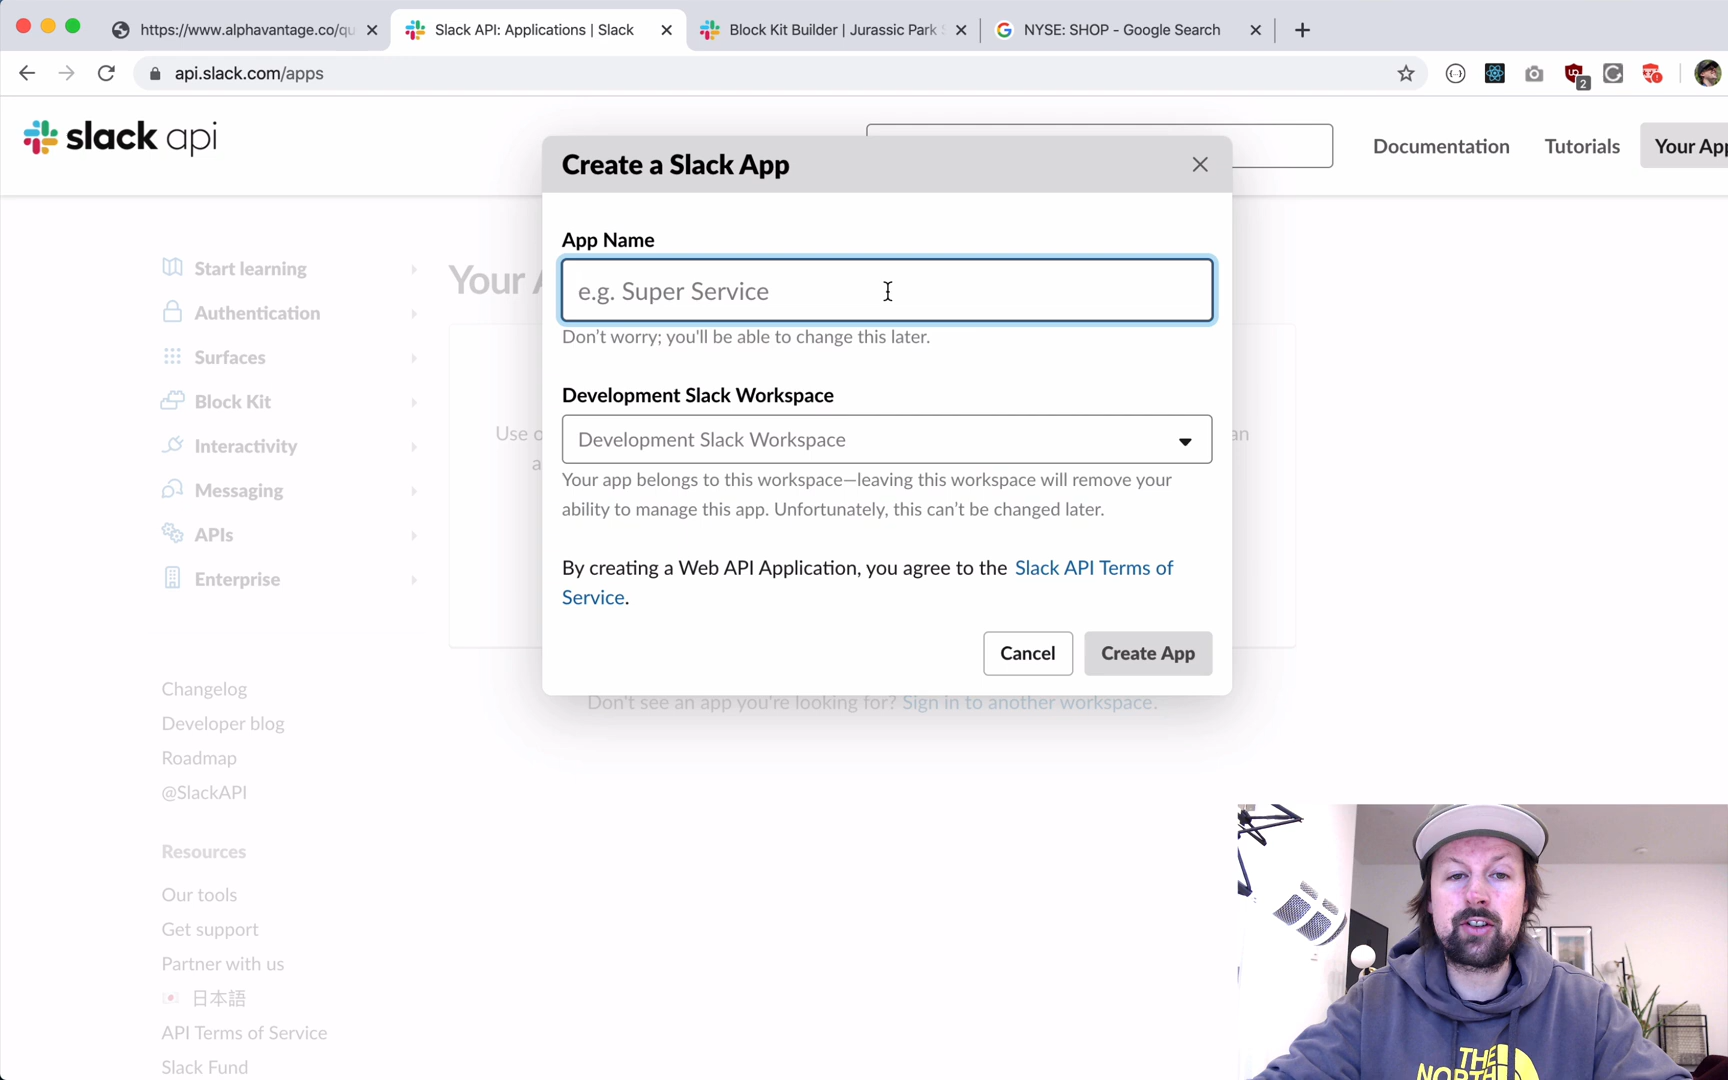 https://www.alphavantage.co/qu
Slack API: Applications | Slack
Block Kit Builder | Jurassic Park
NYSE: SHOP - Google Search
api.slack.com/apps
2
slack api
Documentation
Tutorials
Your App
Create a Slack App
App Name
e.g. Super Service
Don't worry; you'll be able to change this later.
Development Slack Workspace
Development Slack Workspace
Your app belongs to this workspace—leaving this workspace will remove your
ability to manage this app. Unfortunately, this can't be changed later.
By creating a Web API Application, you agree to the Slack API Terms of
Service.
Cancel
Create App
Your A
Use o
an
a
Don't see an app you're looking for? Sign in to another workspace.
Start learning
Authentication
Surfaces
Block Kit
Interactivity
Messaging
APIs
Enterprise
Changelog
Developer blog
Roadmap
@SlackAPI
Resources
Our tools
Get support
Partner with us
日本語
API Terms of Service
Slack Fund
THE
NORTH